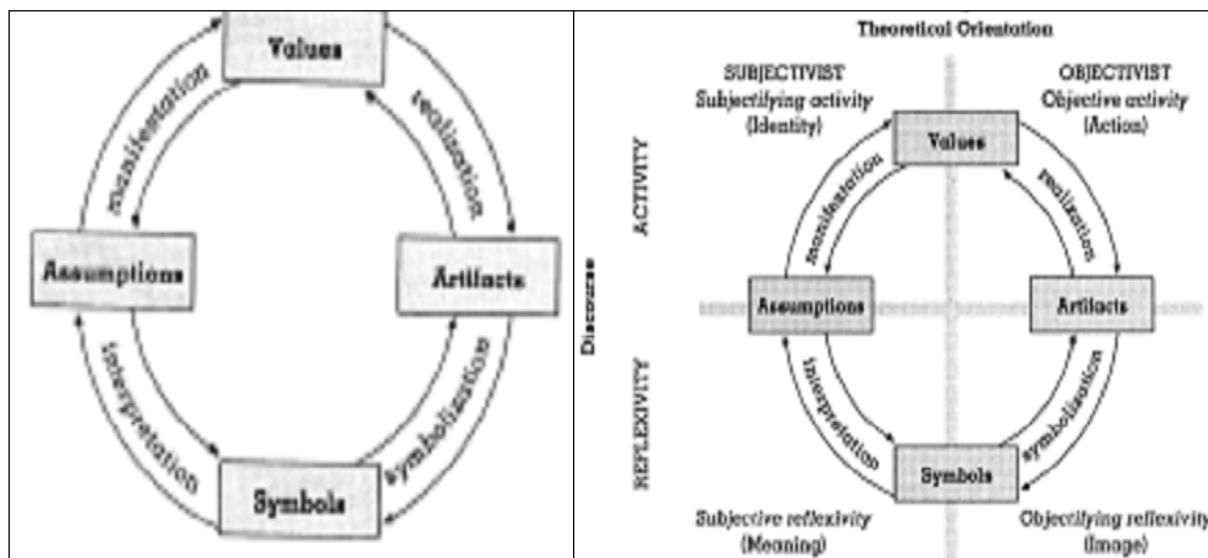 Values
manifestation
realization
Assumptions
Artifacts
interpretation
symbolization
Symbols
Theoretical Orientation
SUBJECTIVIST
Subjectifying activity
(Identity)
OBJECTIVIST
Objective activity
(Action)
Discourse
ACTIVITY
REFLEXIVITY
Values
manifestation
realization
Assumptions
Artifacts
interpretation
symbolization
Symbols
Subjective reflexivity
(Meaning)
Objectifying reflexivity
(Image)